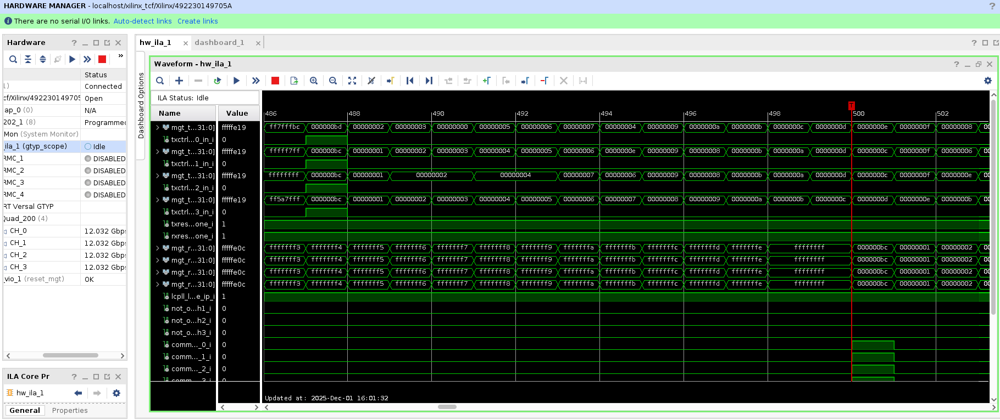 HARDWARE MANAGER - localhost/xilinx_tcf/Xilinx/492230149705A ?
There are no serial I/O links. Auto-detect links Create links
Hardware ?
»
Status
1) Connected
cf/Xilinx/492230149705 Open
ap_0 (0) N/A
202_1 (8) Programmed
Mon (System Monitor)
ila_1 (gtyp_scope) Idle
RMC_1 DISABLED
RMC_2 DISABLED
RMC_3 DISABLED
RMC_4 DISABLED
RT Versal GTYP
Quad_200 (4)
CH_0 12.032 Gbps
CH_1 12.032 Gbps
CH_2 12.032 Gbps
CH_3 12.032 Gbps
_vio_1 (reset_mgt) OK
ILA Core Pr ?
hw_ila_1
General Properties
hw_ila_1 dashboard_1 ?
Dashboard Options
Waveform - hw_ila_1 ?
ILA Status: Idle
Name Value 486 488 490 492 494 496 498 500 502
mgt_t...31:0] fffffe19 ff7fffbc 000000bd 00000002 00000003 00000000 00000005 00000006 00000007 00000004 00000009 0000000a 0000000b 0000000c 0000000d 0000000e 0000000f 00000008 00
txctrl...0_in_i 0
mgt_t...31:0] fffffe19 fffff7ff 000000bc 00000001 00000002 00000004 00000005 00000006 0000000e 00000009 00000008 0000000b 0000000a 0000000d 0000000c 0000000f 00000006 00
txctrl...1_in_i 0
mgt_t...31:0] fffffe19 ffffffff 000000bc 00000001 00000002 00000004 00000007 00000006 00000009 00000008 0000000b 0000000a 0000000d 0000000c 0000000f 0000000e 00
txctrl...2_in_i 0
mgt_t...31:0] fffffe19 ff5a7fff 000000bc 00000001 00000002 00000003 00000004 00000005 00000006 00000007 00000008 00000009 0000000a 0000000b 0000000c 0000000d 0000000e 0000000b 00
txctrl...3_in_i 0
txres...one_i 1
rxres...one_i 1
mgt_r...31:0] fffffe0c fffffff3 fffffff4 fffffff5 fffffff6 fffffff7 fffffff8 fffffff9 fffffffa fffffffb fffffffc fffffffd fffffffe ffffffff 000000bc 00000001 00000002 00
mgt_r...31:0] fffffe0c fffffff3 fffffff4 fffffff5 fffffff6 fffffff7 fffffff8 fffffff9 fffffffa fffffffb fffffffc fffffffd fffffffe ffffffff 000000bc 00000001 00000002 00
mgt_r...31:0] fffffe0c fffffff3 fffffff4 fffffff5 fffffff6 fffffff7 fffffff8 fffffff9 fffffffa fffffffb fffffffc fffffffd fffffffe ffffffff 000000bc 00000001 00000002 00
mgt_r...31:0] fffffe0c fffffff3 fffffff4 fffffff5 fffffff6 fffffff7 fffffff8 fffffff9 fffffffa fffffffb fffffffc fffffffd fffffffe ffffffff 000000bc 00000001 00000002 00
lcpll_l...e_ip_i 1
not_o...h1_i 0
not_o...h2_i 0
not_o...h3_i 0
comm..._0_i 0
comm..._1_i 0
comm..._2_i 0
comm..._3_i 0
Updated at: 2025-Dec-01 16:01:32